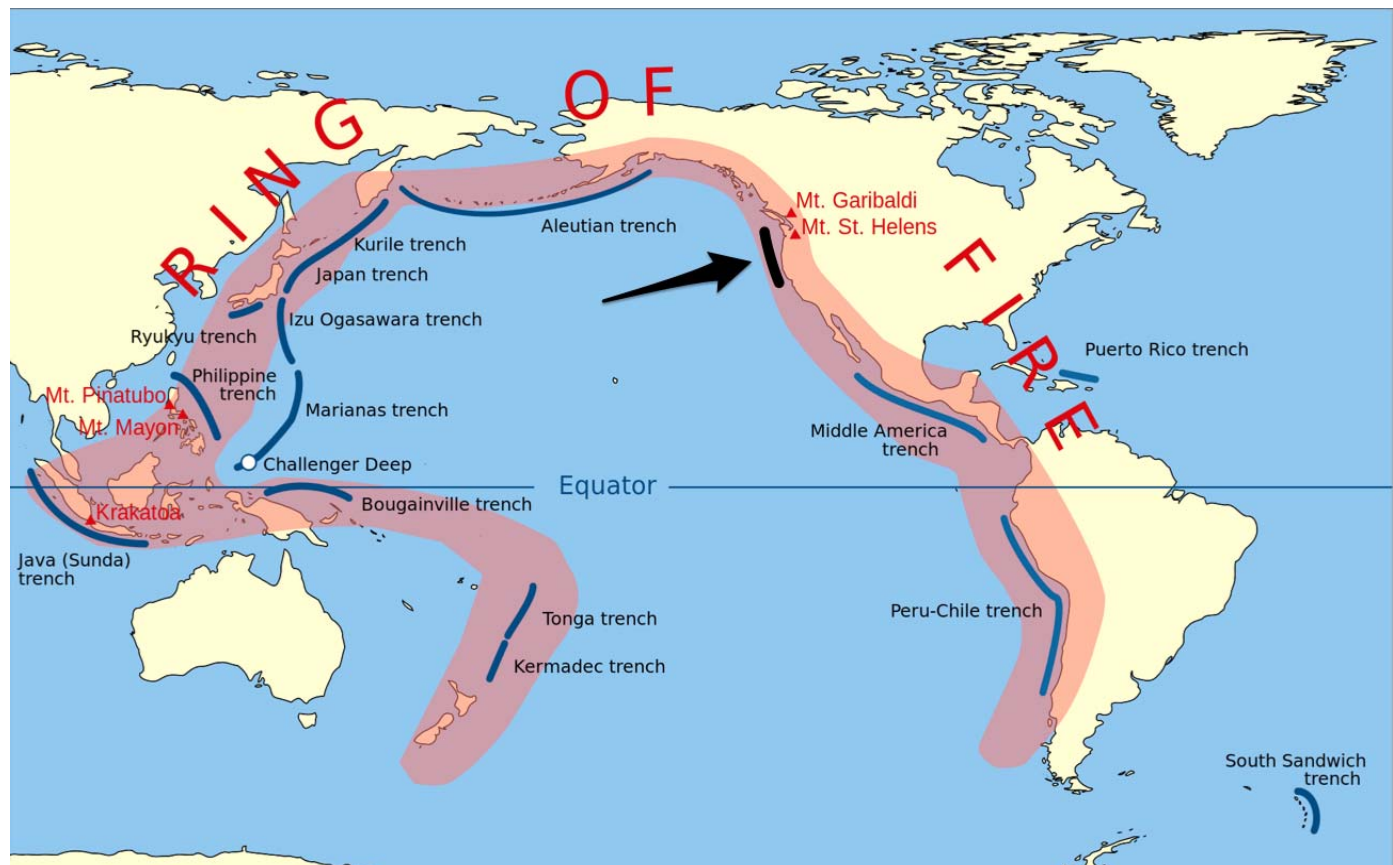 RING OF FIRE
Mt. Garibaldi
Mt. St. Helens
Aleutian trench
Kurile trench
Japan trench
Izu Ogasawara trench
Ryukyu trench
Puerto Rico trench
Philippine
trench
Mt. Pinatubo
Mt. Mayon
Marianas trench
Middle America
trench
Challenger Deep
Equator
Bougainville trench
Krakatoa
Java (Sunda)
trench
Tonga trench
Peru-Chile trench
Kermadec trench
South Sandwich
trench